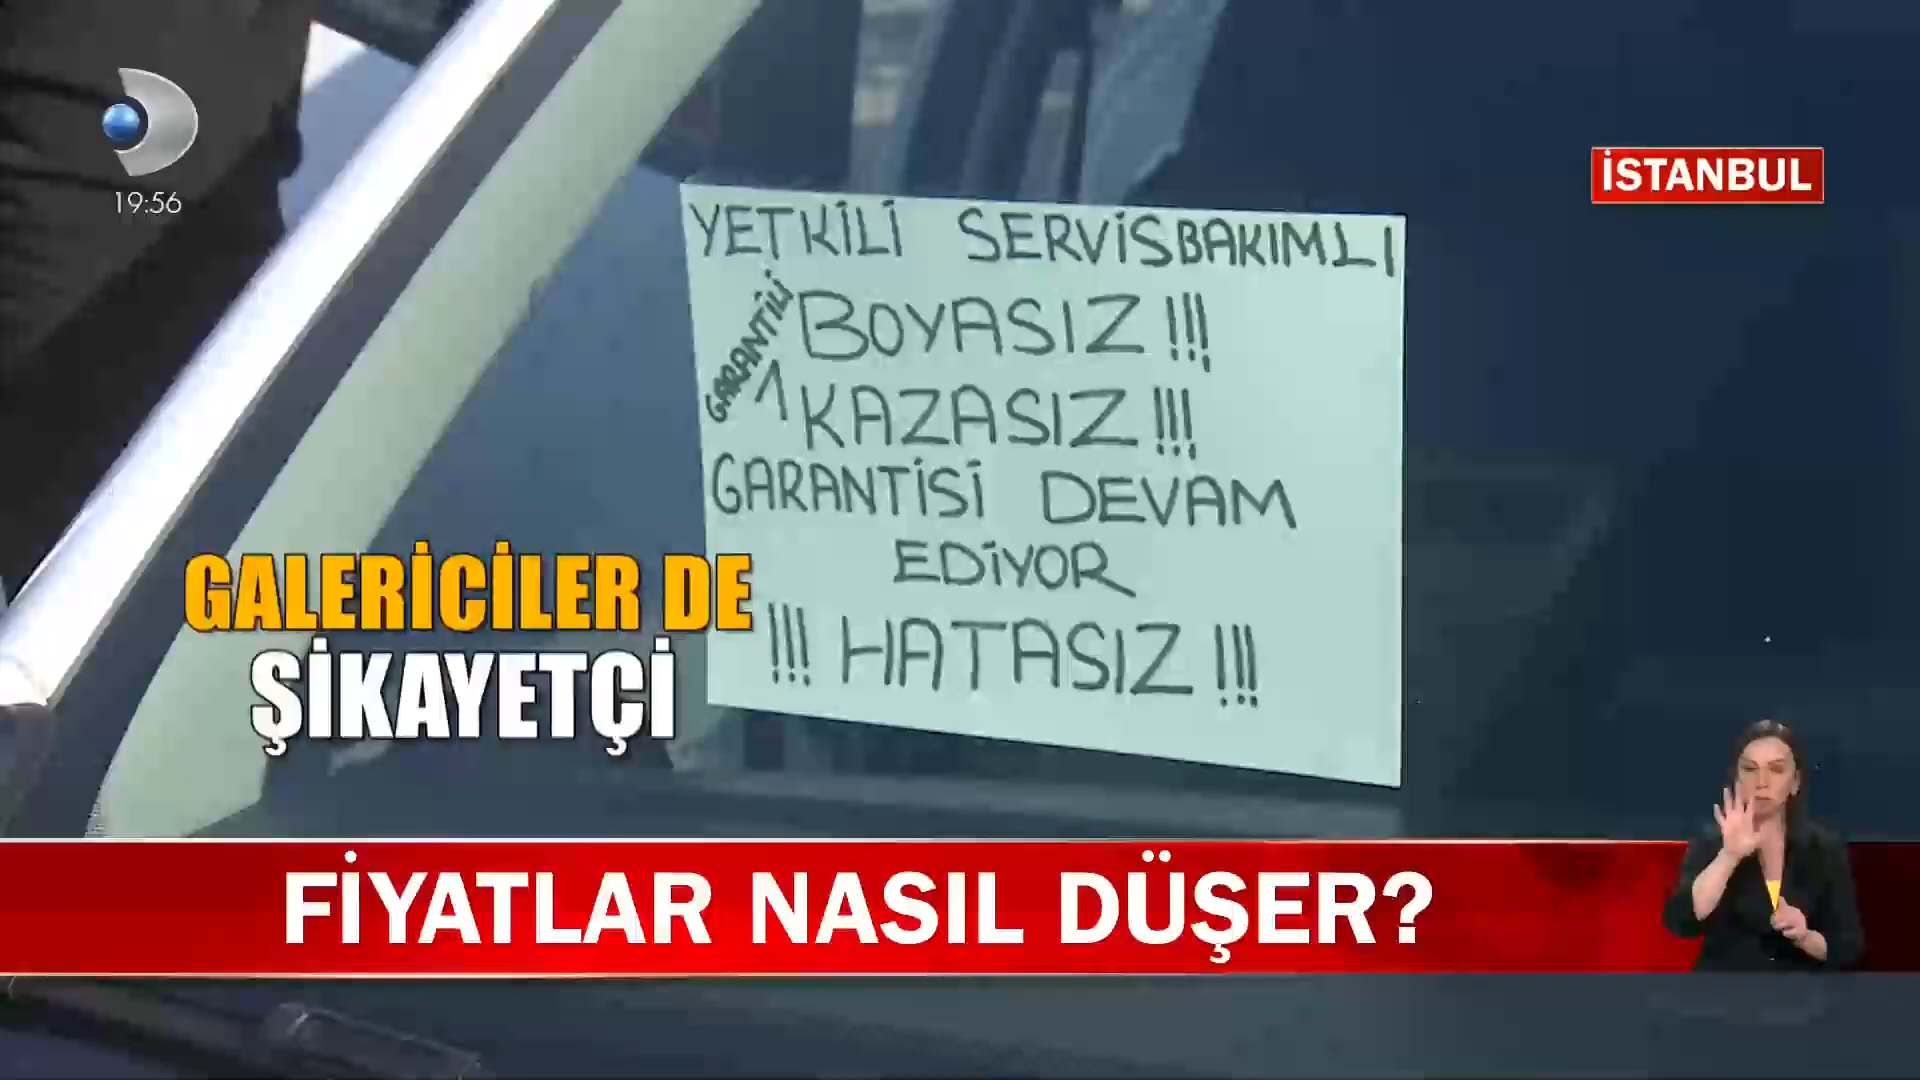 19:56
İSTANBUL
YETKİLİ SERVİSBAKIMLI
GARANTİLİ
BOYASIZ !!!
KAZASIZ !!!
GARANTİSİ DEVAM
EDİYOR
!!! HATASIZ !!!
GALERİCİLER DE
ŞİKAYETÇİ
FİYATLAR NASIL DÜŞER?